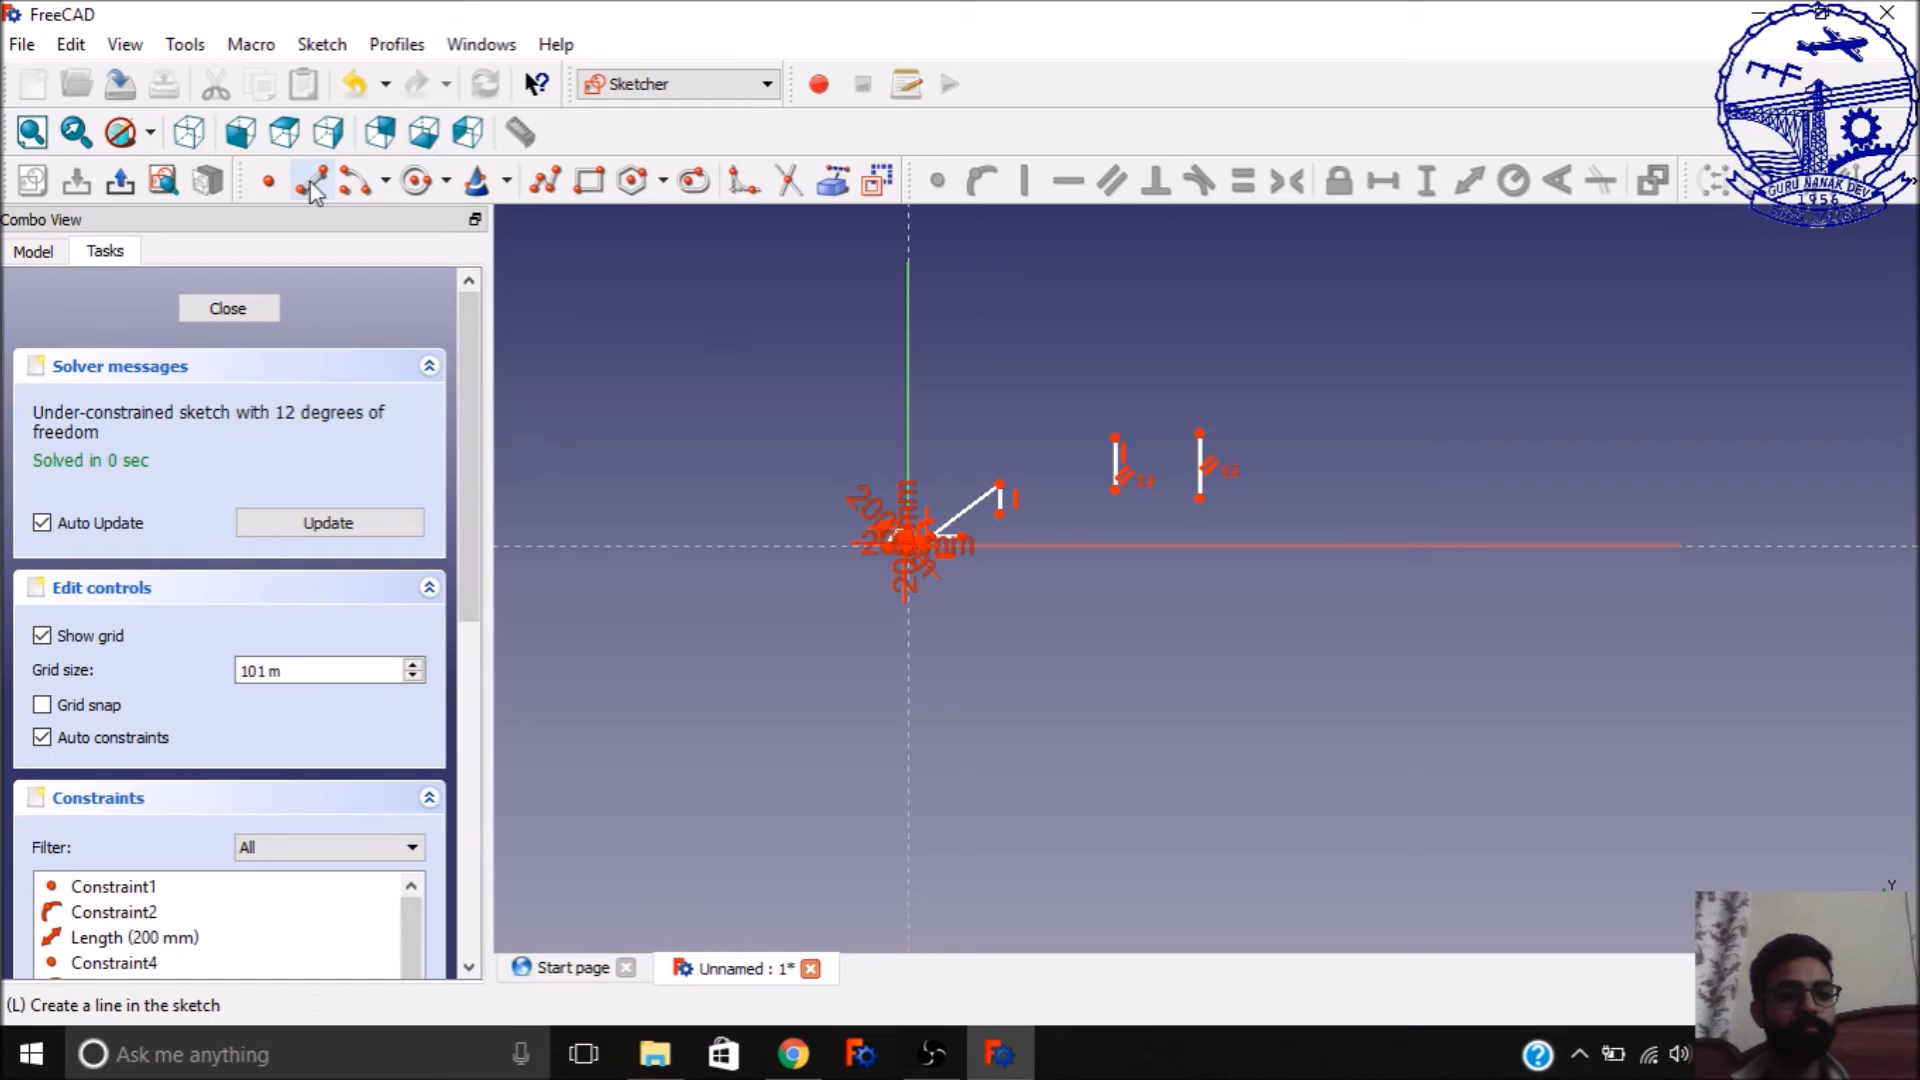 FreeCAD
File Edit View Tools Macro Sketch Profiles Windows Help
Sketcher
GURU NANAK DEV
1956
Combo View
Model Tasks
Close
Solver messages
Under-constrained sketch with 12 degrees of
freedom
Solved in 0 sec
Auto Update Update
Edit controls
Show grid
Grid size: 101 m
Grid snap
Auto constraints
Constraints
Filter: All
Constraint1
Constraint2
Length (200 mm)
Constraint4
Y
Start page Unnamed : 1*
(L) Create a line in the sketch
Ask me anything